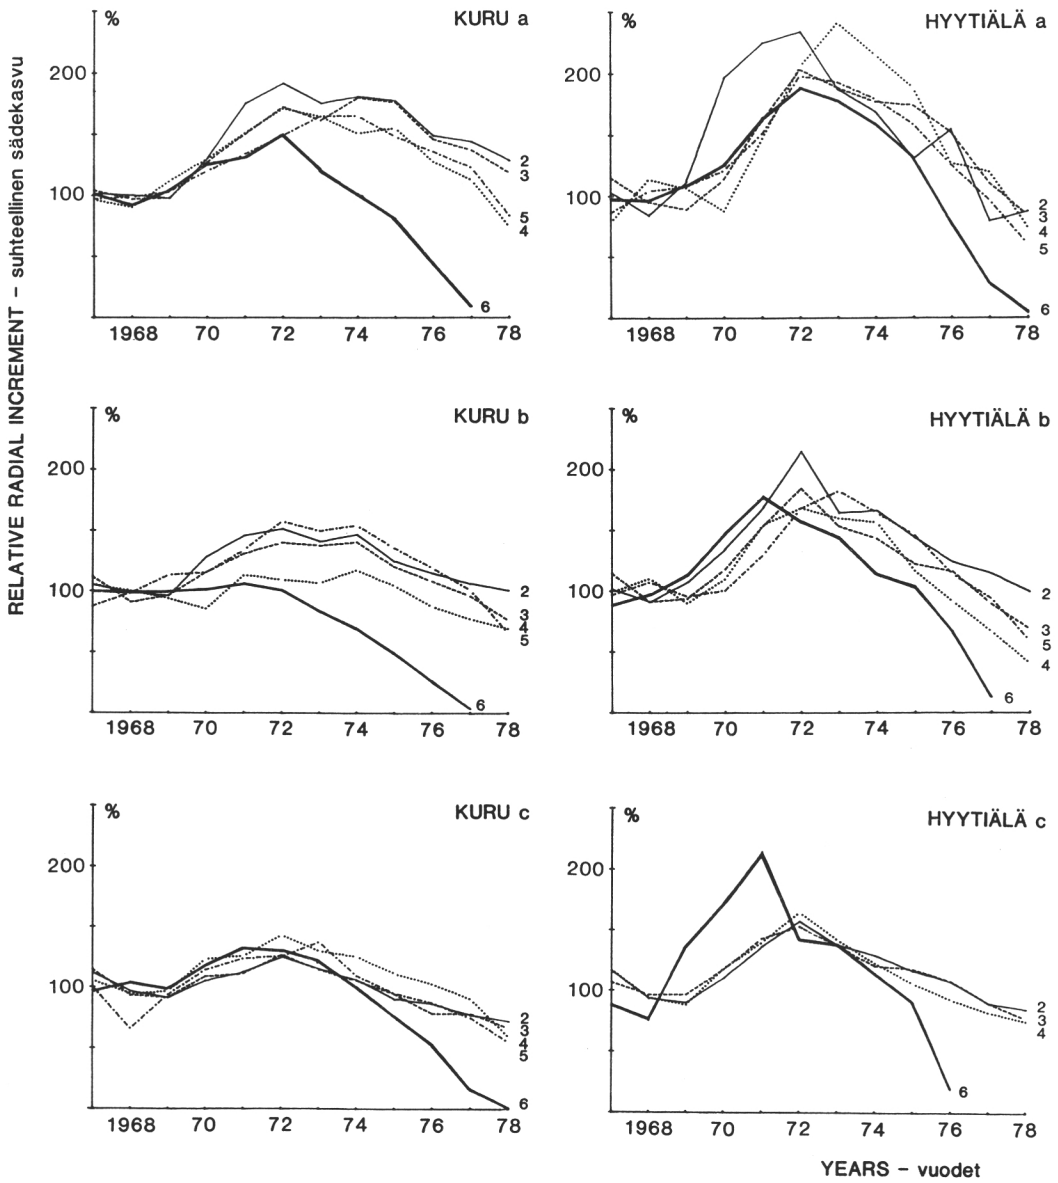 RELATIVE RADIAL INCREMENT – suhteellinen sädekasvu
% KURU a
200
100
2
3
5
4
6
1968 70 72 74 76 78
% HYYTIÄLÄ a
200
100
2
3
4
5
6
1968 70 72 74 76 78
% KURU b
200
100
2
3
4
5
6
1968 70 72 74 76 78
% HYYTIÄLÄ b
200
100
2
3
5
4
6
1968 70 72 74 76 78
% KURU c
200
100
2
3
4
5
6
1968 70 72 74 76 78
% HYYTIÄLÄ c
200
100
2
3
4
6
1968 70 72 74 76 78
YEARS – vuodet